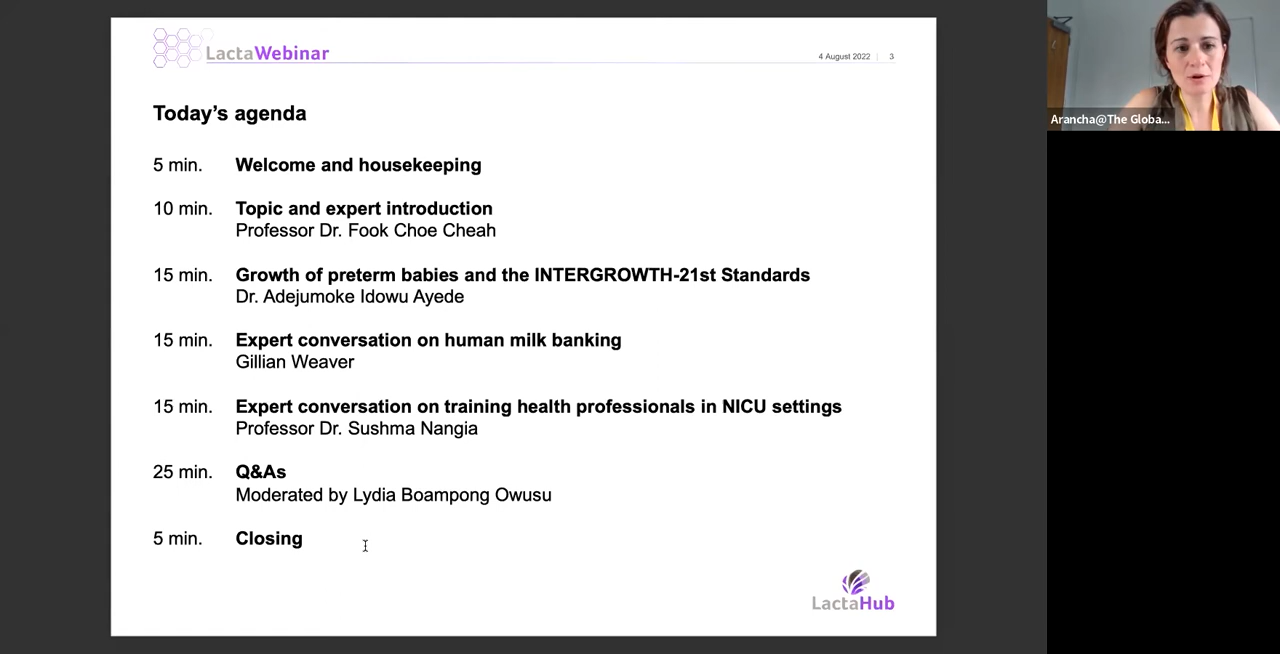 LactaWebinar
4 August 2022 | 3
Today's agenda
5 min. Welcome and housekeeping
10 min. Topic and expert introduction
Professor Dr. Fook Choe Cheah
15 min. Growth of preterm babies and the INTERGROWTH-21st Standards
Dr. Adejumoke Idowu Ayede
15 min. Expert conversation on human milk banking
Gillian Weaver
15 min. Expert conversation on training health professionals in NICU settings
Professor Dr. Sushma Nangia
25 min. Q&As
Moderated by Lydia Boampong Owusu
5 min. Closing
LactaHub
Arancha@The Globa...